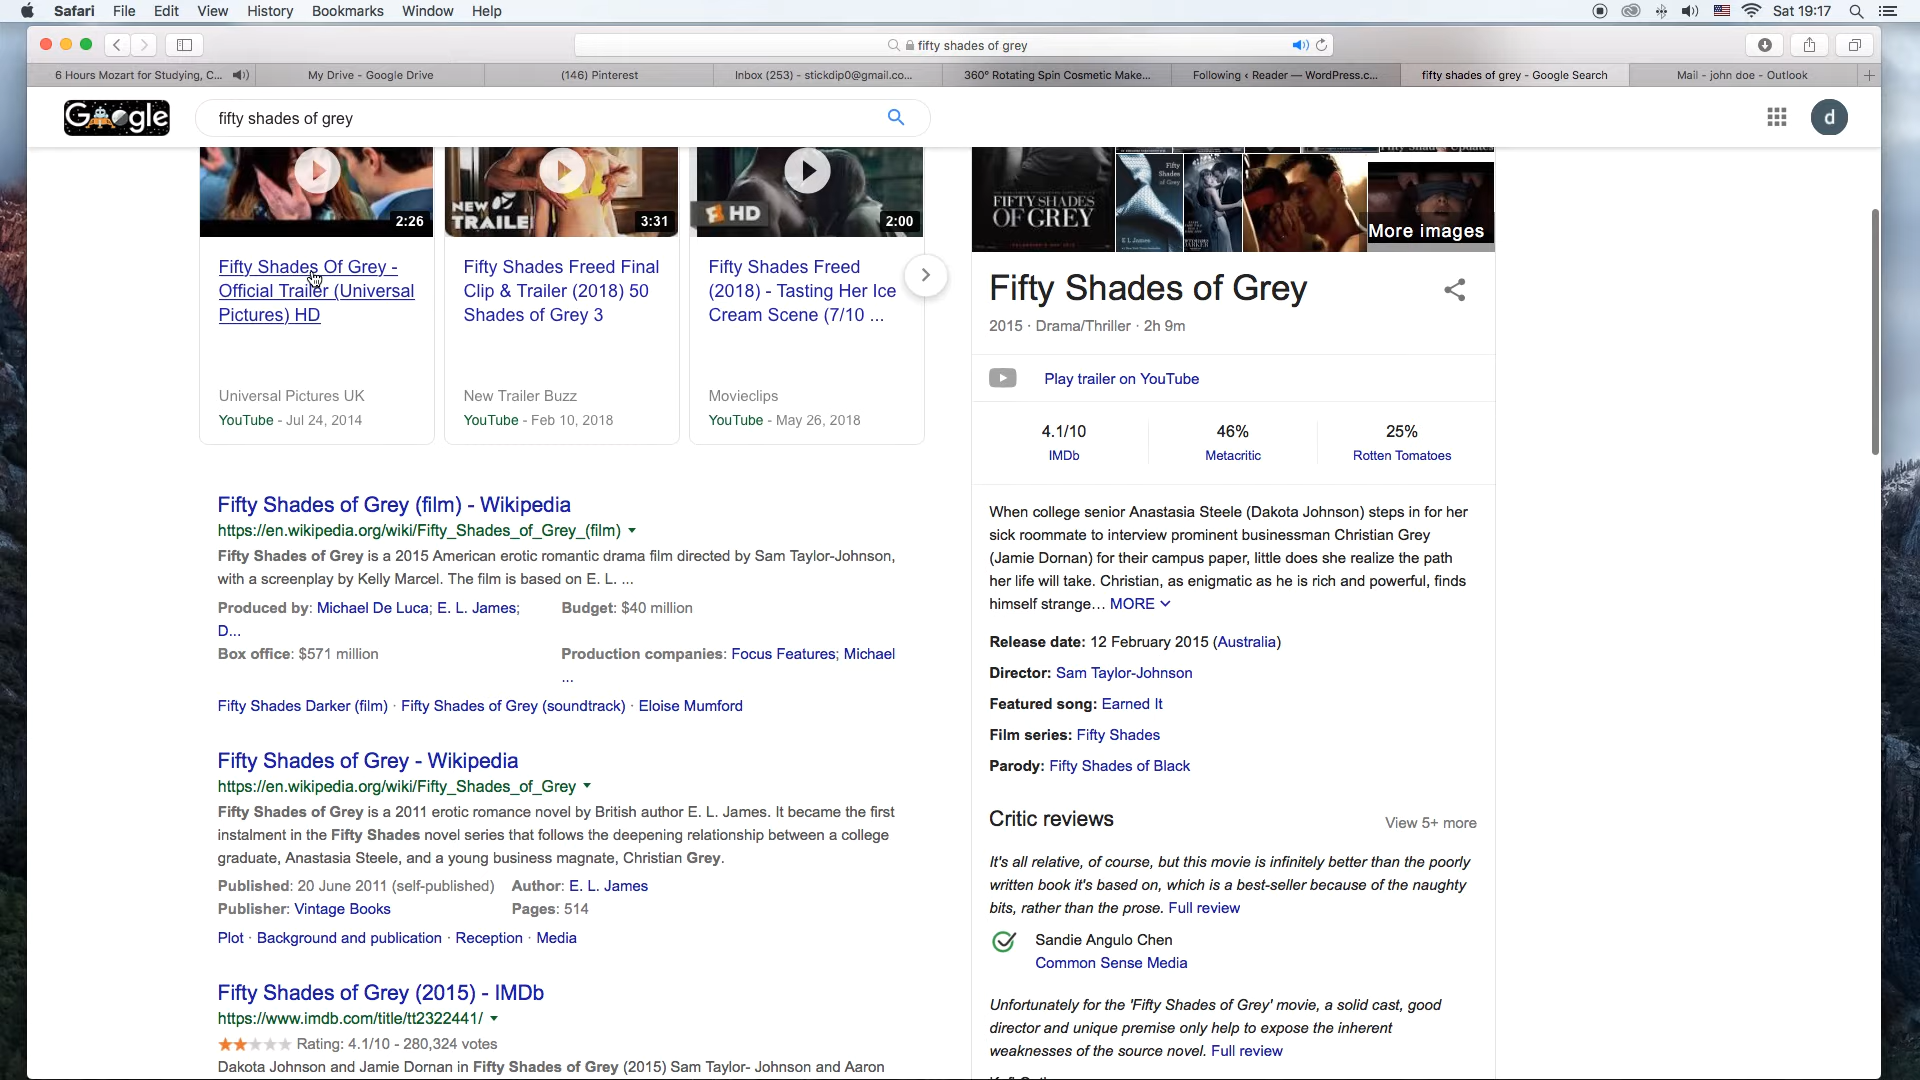 Safari File Edit View History Bookmarks Window Help Sat 19:17
fifty shades of grey
6 Hours Mozart for Studying, C... My Drive - Google Drive (146) Pinterest Inbox (253) - stickdip0@gmail.co... 360° Rotating Spin Cosmetic Make... Following ‹ Reader — WordPress.c... fifty shades of grey - Google Search Mail - john doe - Outlook
Google fifty shades of grey d
2:26
NEW TRAILE 3:31
HD 2:00
FIFTY SHADES OF GREY
Fifty Shades of Grey
E L James
More images
Fifty Shades Of Grey -
Official Trailer (Universal
Pictures) HD
Universal Pictures UK
YouTube - Jul 24, 2014
Fifty Shades Freed Final
Clip & Trailer (2018) 50
Shades of Grey 3
New Trailer Buzz
YouTube - Feb 10, 2018
Fifty Shades Freed
(2018) - Tasting Her Ice
Cream Scene (7/10 ...
Movieclips
YouTube - May 26, 2018
Fifty Shades of Grey (film) - Wikipedia
https://en.wikipedia.org/wiki/Fifty_Shades_of_Grey_(film)
Fifty Shades of Grey is a 2015 American erotic romantic drama film directed by Sam Taylor-Johnson,
with a screenplay by Kelly Marcel. The film is based on E. L. ...
Produced by: Michael De Luca; E. L. James;
D...
Budget: $40 million
Box office: $571 million
Production companies: Focus Features; Michael
...
Fifty Shades Darker (film) · Fifty Shades of Grey (soundtrack) · Eloise Mumford
Fifty Shades of Grey - Wikipedia
https://en.wikipedia.org/wiki/Fifty_Shades_of_Grey
Fifty Shades of Grey is a 2011 erotic romance novel by British author E. L. James. It became the first
instalment in the Fifty Shades novel series that follows the deepening relationship between a college
graduate, Anastasia Steele, and a young business magnate, Christian Grey.
Published: 20 June 2011 (self-published) Author: E. L. James
Publisher: Vintage Books Pages: 514
Plot · Background and publication · Reception · Media
Fifty Shades of Grey (2015) - IMDb
https://www.imdb.com/title/tt2322441/
Rating: 4.1/10 - 280,324 votes
Dakota Johnson and Jamie Dornan in Fifty Shades of Grey (2015) Sam Taylor- Johnson and Aaron
Fifty Shades of Grey
2015 · Drama/Thriller · 2h 9m
Play trailer on YouTube
4.1/10 46% 25%
IMDb Metacritic Rotten Tomatoes
When college senior Anastasia Steele (Dakota Johnson) steps in for her
sick roommate to interview prominent businessman Christian Grey
(Jamie Dornan) for their campus paper, little does she realize the path
her life will take. Christian, as enigmatic as he is rich and powerful, finds
himself strange… MORE
Release date: 12 February 2015 (Australia)
Director: Sam Taylor-Johnson
Featured song: Earned It
Film series: Fifty Shades
Parody: Fifty Shades of Black
Critic reviews View 5+ more
It's all relative, of course, but this movie is infinitely better than the poorly
written book it's based on, which is a best-seller because of the naughty
bits, rather than the prose. Full review
Sandie Angulo Chen
Common Sense Media
Unfortunately for the 'Fifty Shades of Grey' movie, a solid cast, good
director and unique premise only help to expose the inherent
weaknesses of the source novel. Full review